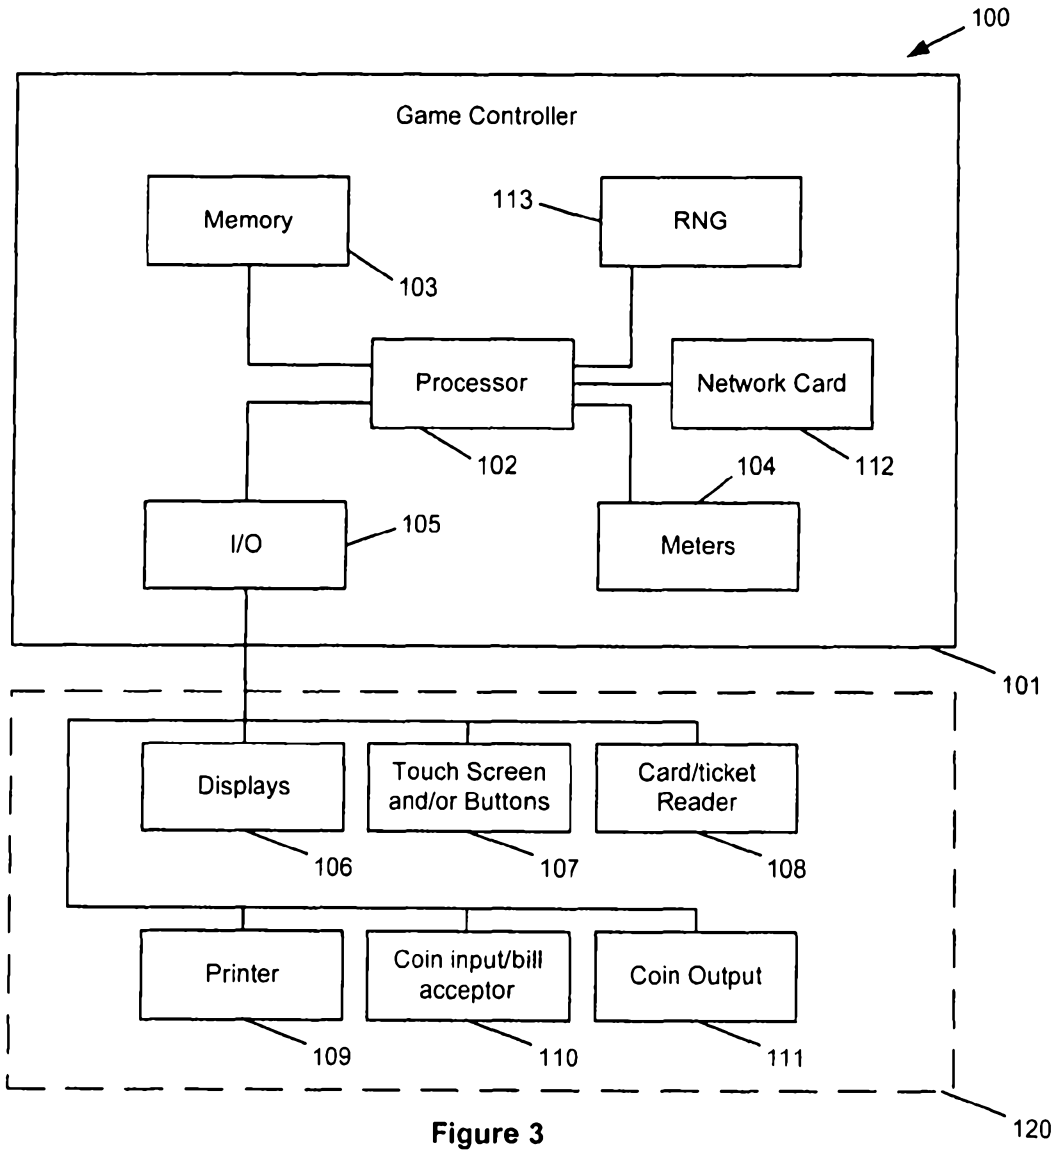 100
Game Controller
Memory
113
RNG
103
Processor
Network Card
102
104
112
105
I/O
Meters
101
Displays
Touch Screen
and/or Buttons
Card/ticket
Reader
106
107
108
Printer
Coin input/bill
acceptor
Coin Output
109
110
111
120
Figure 3